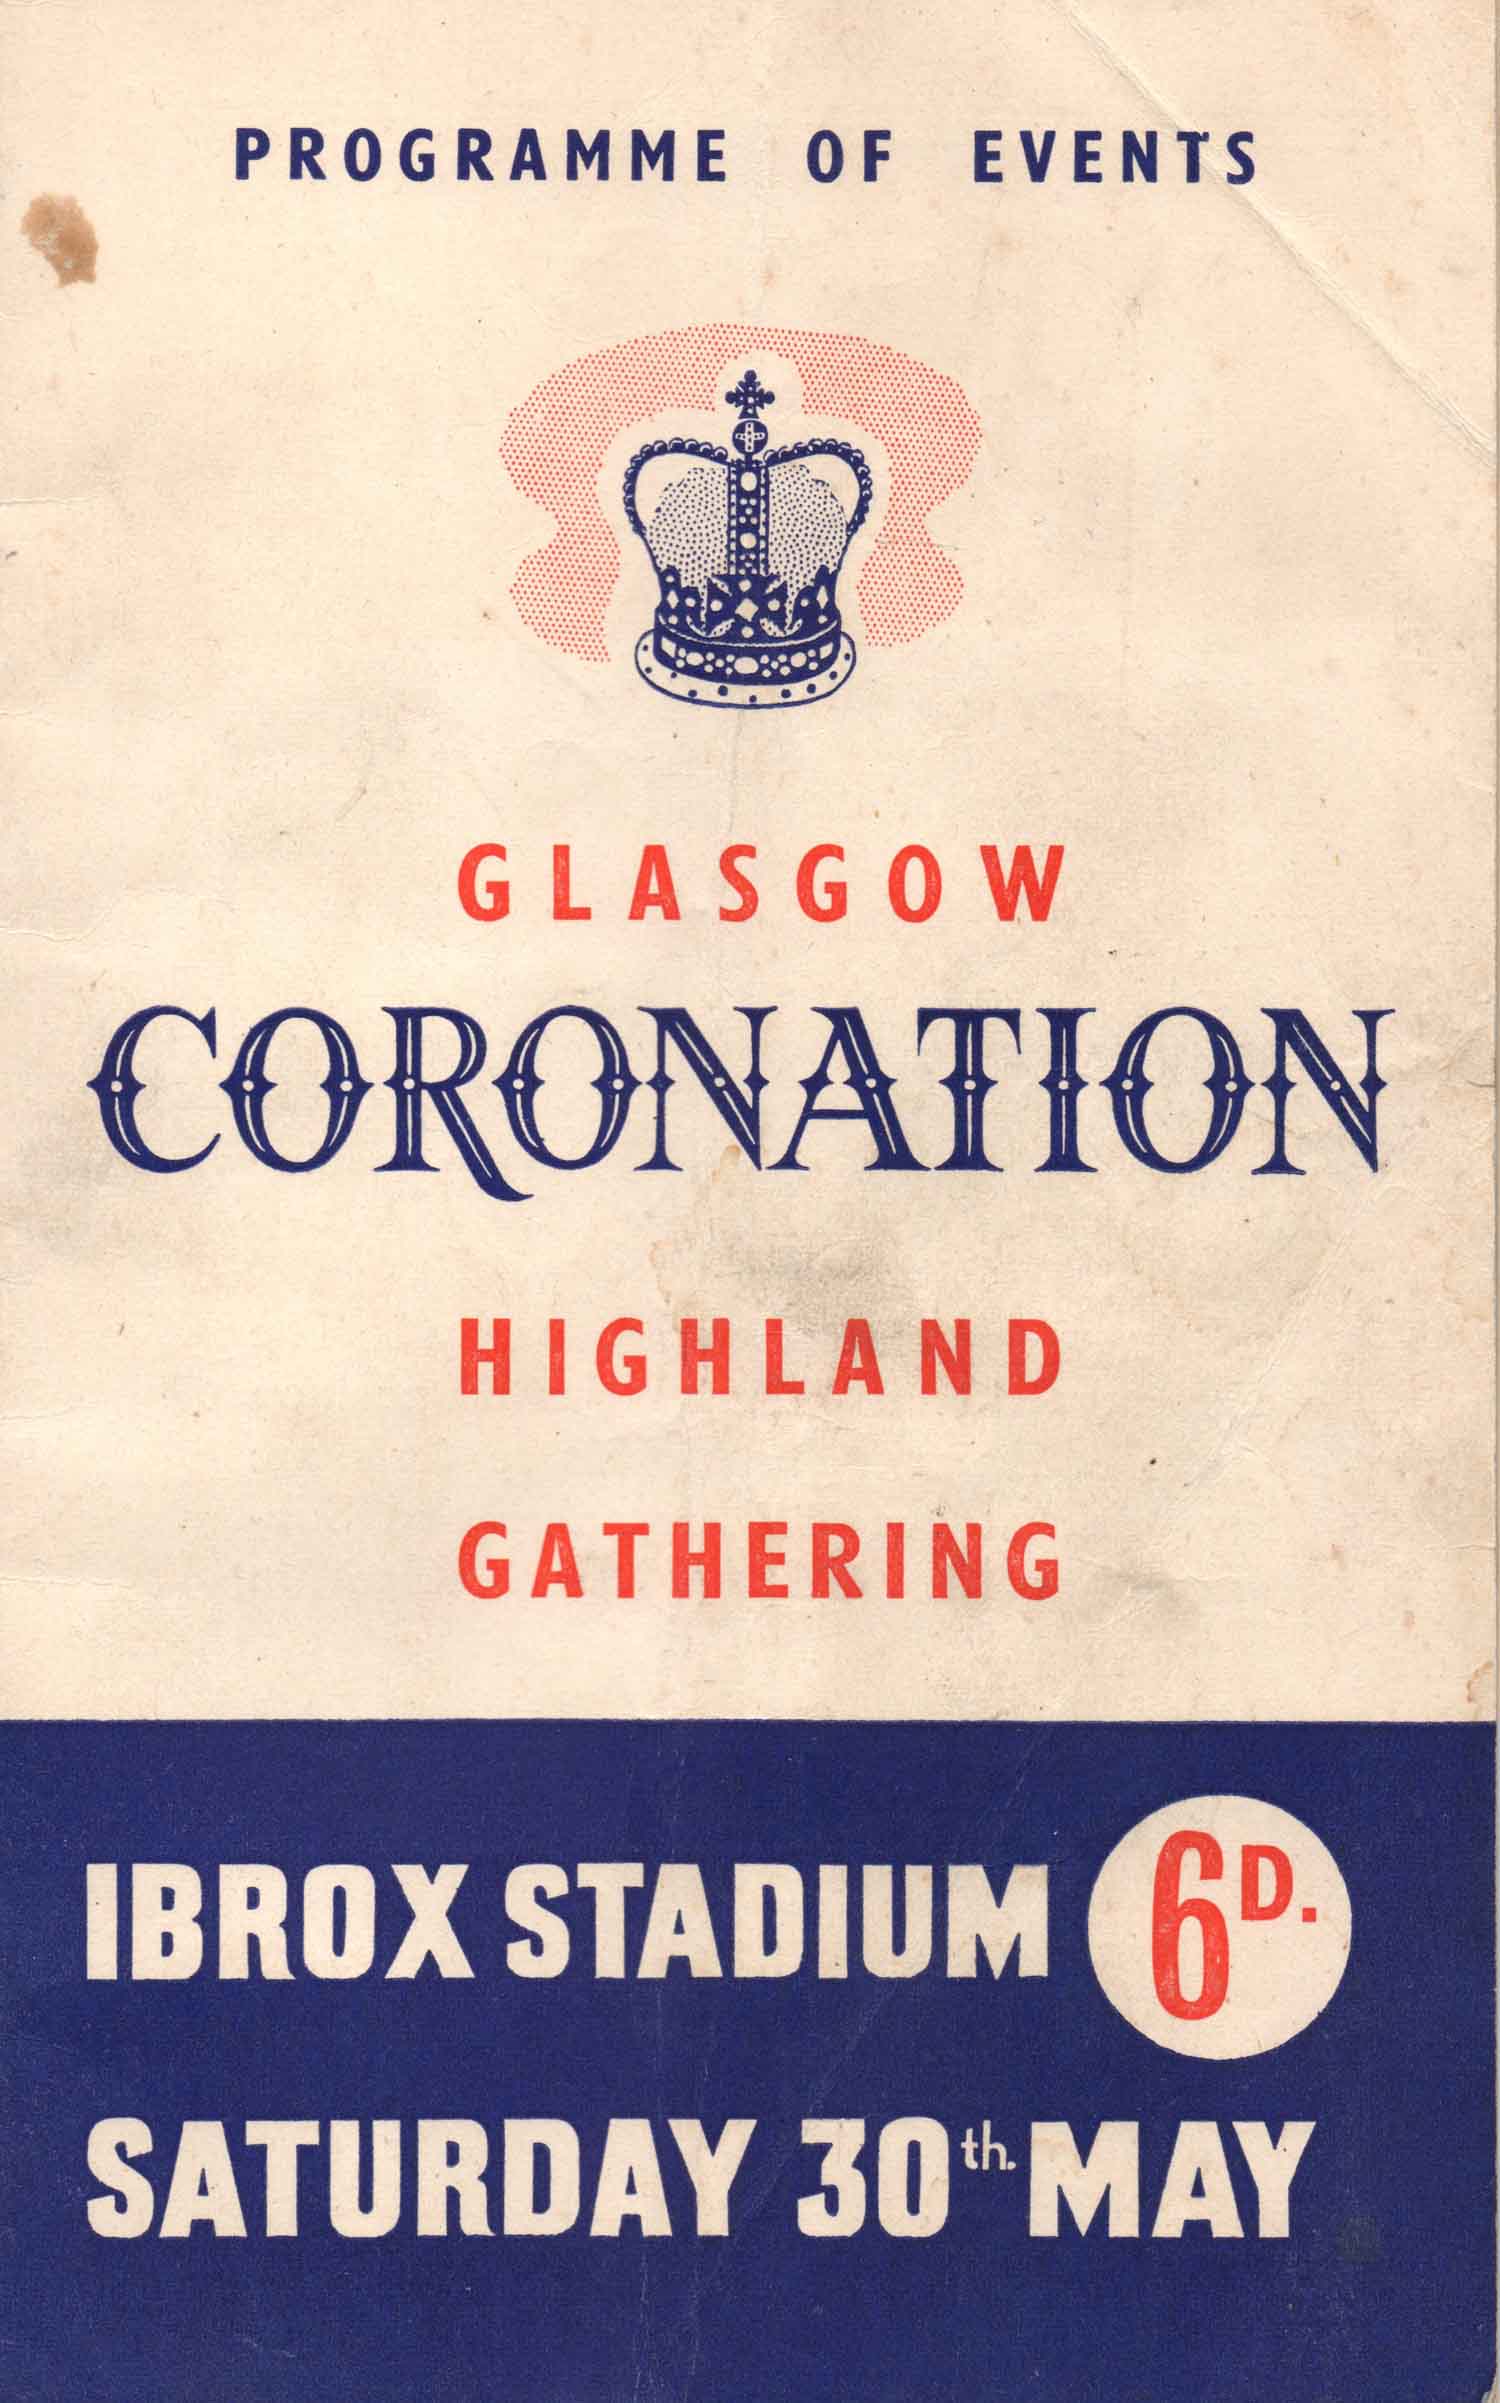 PROGRAMME OF EVENTS
GLASGOW
CORONATION
HIGHLAND
GATHERING
IBROX STADIUM 6D.
SATURDAY 30th. MAY